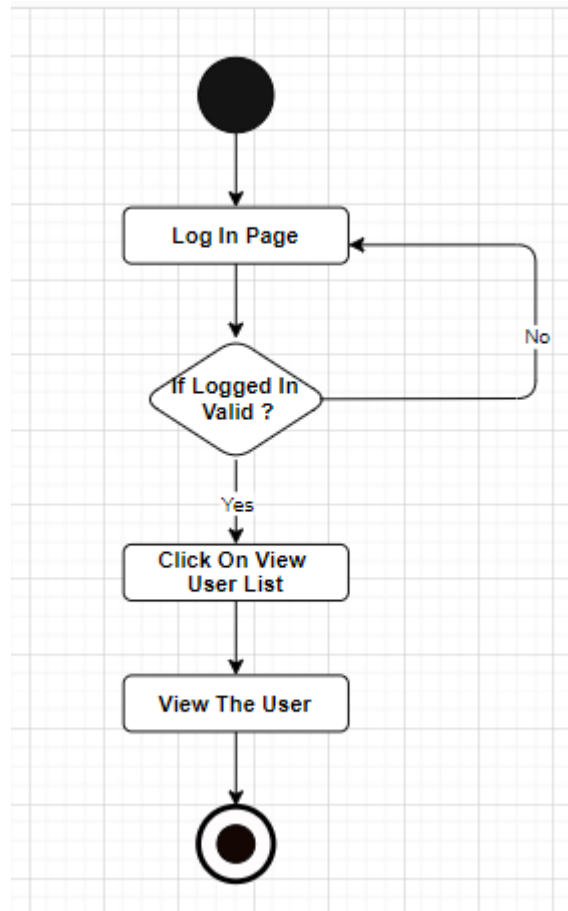 Log In Page
No
If Logged In
Valid ?
Yes
Click On View
User List
View The User